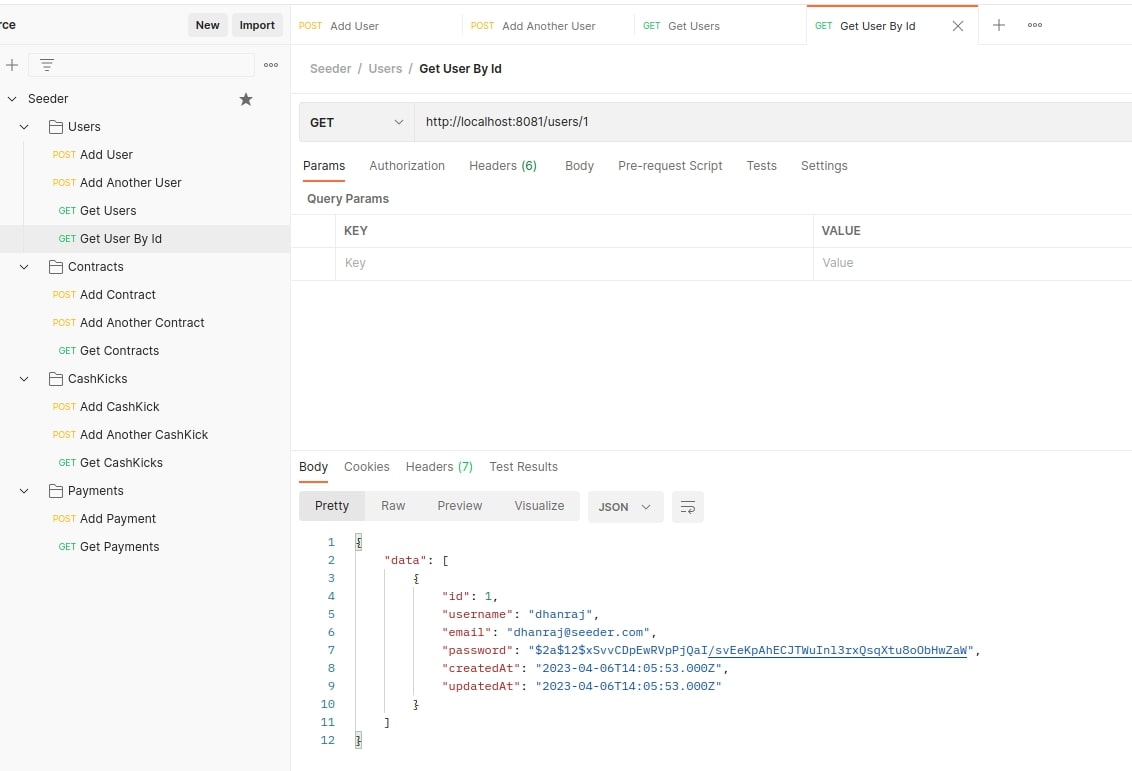 rce
New Import
Seeder
Users
POST Add User
POST Add Another User
GET Get Users
GET Get User By Id
Contracts
POST Add Contract
POST Add Another Contract
GET Get Contracts
CashKicks
POST Add CashKick
POST Add Another CashKick
GET Get CashKicks
Payments
POST Add Payment
GET Get Payments
POST Add User POST Add Another User GET Get Users GET Get User By Id
Seeder / Users / Get User By Id
GET http://localhost:8081/users/1
Params Authorization Headers (6) Body Pre-request Script Tests Settings
Query Params
KEY VALUE
Key Value
Body Cookies Headers (7) Test Results
Pretty Raw Preview Visualize JSON
1 {
2 "data": [
3 {
4 "id": 1,
5 "username": "dhanraj",
6 "email": "dhanraj@seeder.com",
7 "password": "$2a$12$xSvvCDpEwRVpPjQaI/svEeKpAhECJTWuInl3rxQsqXtu8oObHwZaW",
8 "createdAt": "2023-04-06T14:05:53.000Z",
9 "updatedAt": "2023-04-06T14:05:53.000Z"
10 }
11 ]
12 }